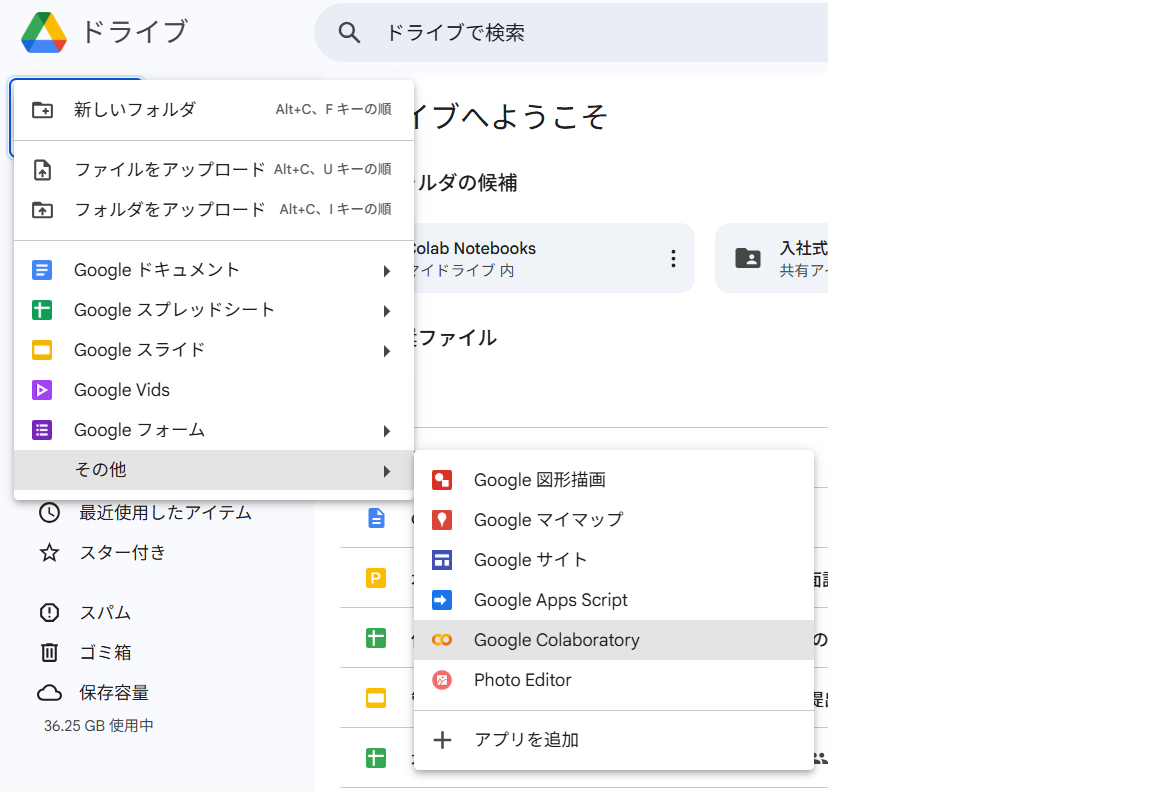 ドライブ
ドライブで検索
イブへようこそ
新しいフォルダ Alt+C、F キーの順
ファイルをアップロード Alt+C、U キーの順
フォルダをアップロード Alt+C、I キーの順
ルダの候補
Colab Notebooks
マイドライブ 内
入社式
共有アイ
ファイル
Google ドキュメント
Google スプレッドシート
Google スライド
Google Vids
Google フォーム
その他
Google 図形描画
Google マイマップ
Google サイト
Google Apps Script
Google Colaboratory
Photo Editor
アプリを追加
最近使用したアイテム
スター付き
スパム
ゴミ箱
保存容量
36.25 GB 使用中
P
の